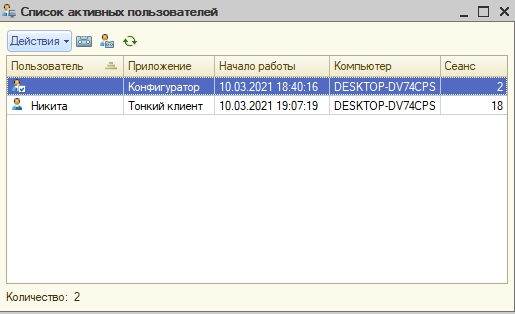 Список активных пользователей
Действия
Пользователь Приложение Начало работы Компьютер Сеанс
Конфигуратор 10.03.2021 18:40:16 DESKTOP-DV74CPS 2
Никита Тонкий клиент 10.03.2021 19:07:19 DESKTOP-DV74CPS 18
Количество: 2